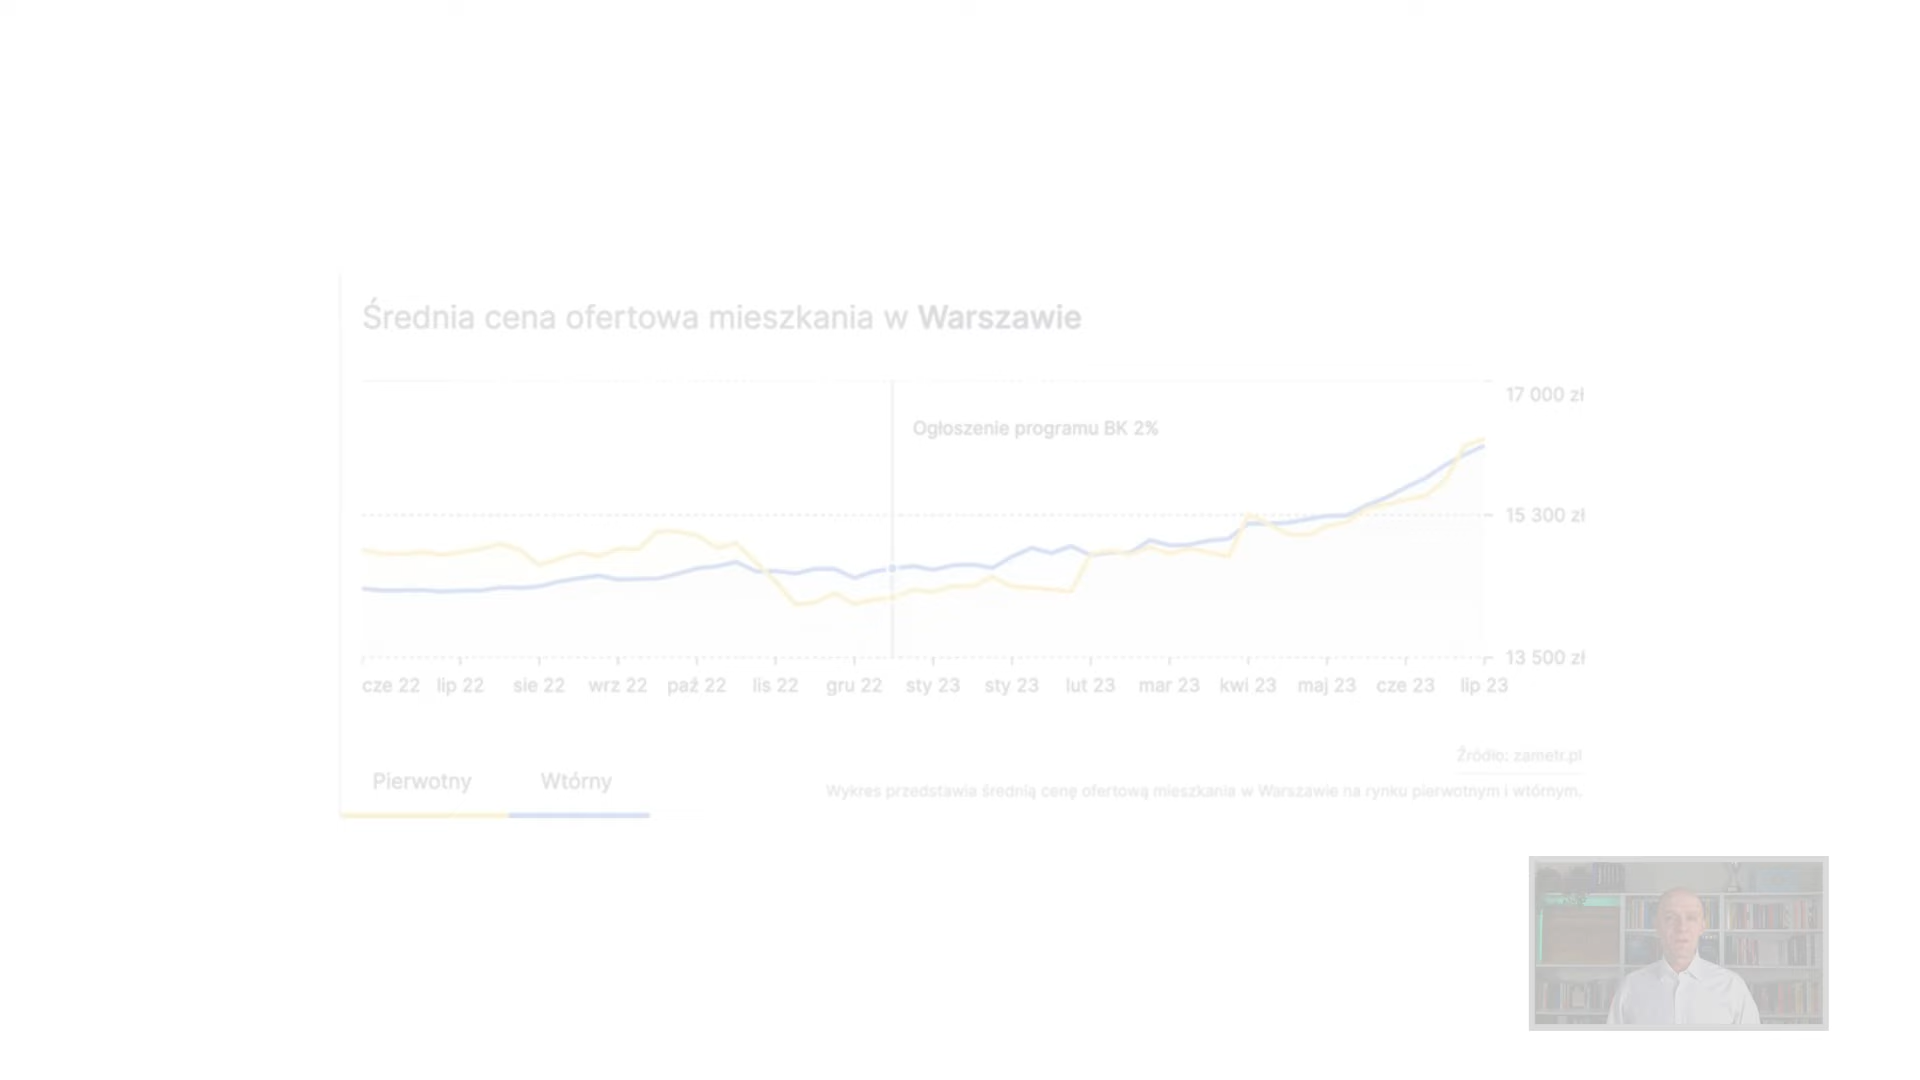 Średnia cena ofertowa mieszkania w Warszawie
17 000 zł
Ogłoszenie programu BK 2%
15 300 zł
13 500 zł
cze 22 lip 22 sie 22 wrz 22 paź 22 lis 22 gru 22 sty 23 sty 23 lut 23 mar 23 kwi 23 maj 23 cze 23 lip 23
Źródło: zametr.pl
Pierwotny Wtórny
Wykres przedstawia średnią cenę ofertową mieszkania w Warszawie na rynku pierwotnym i wtórnym.